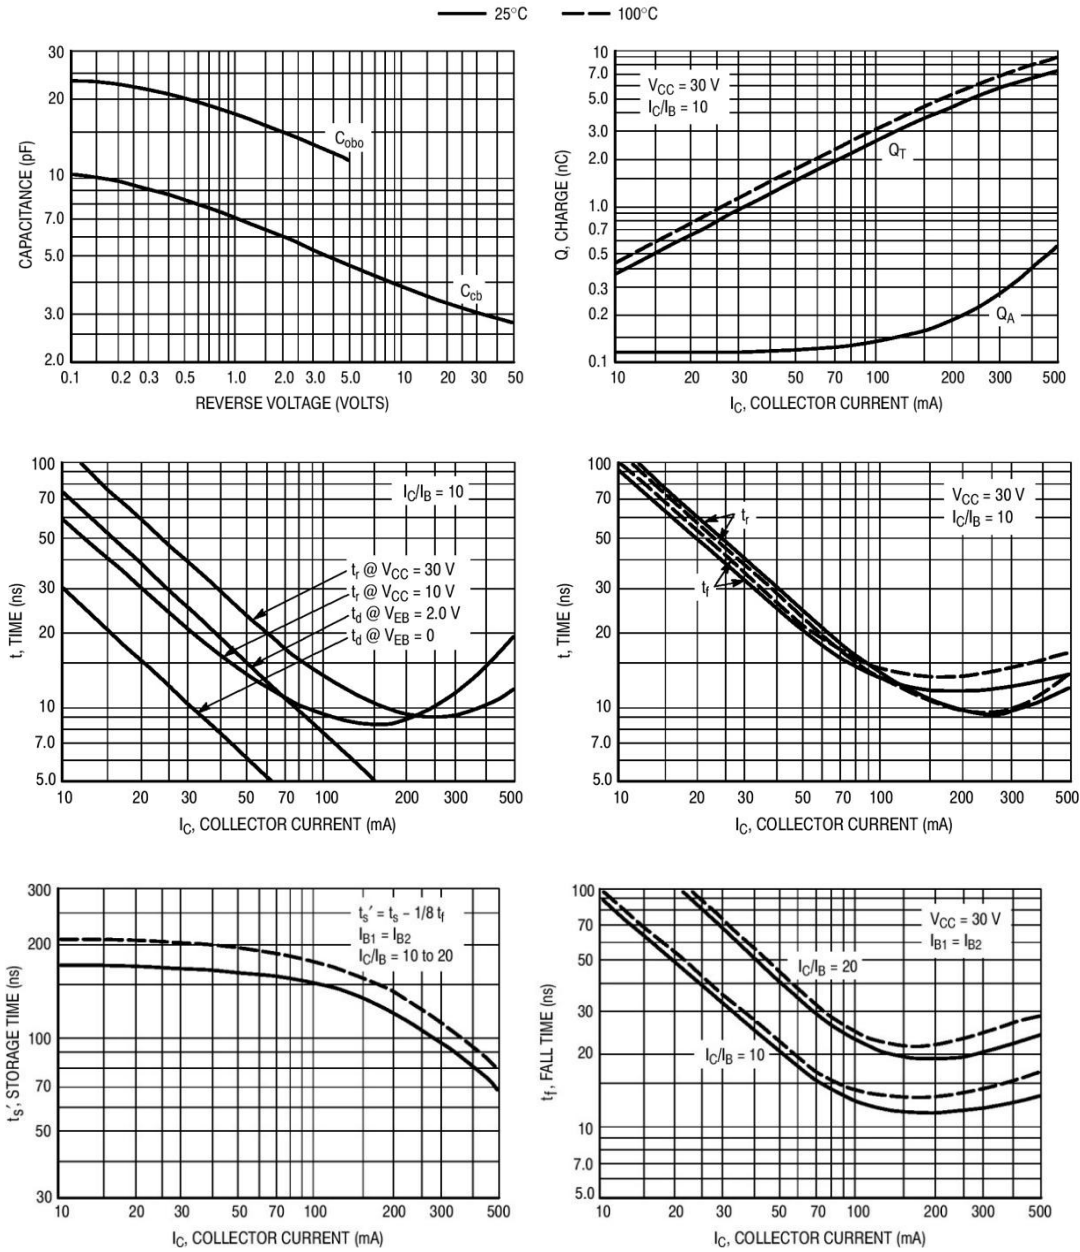 25°C 100°C
30
20
10
7.0
5.0
3.0
2.0
CAPACITANCE (pF)
Cobo
Ccb
0.1 0.2 0.3 0.5 1.0 2.0 3.0 5.0 10 20 30 50
REVERSE VOLTAGE (VOLTS)
10
7.0
5.0
3.0
2.0
1.0
0.7
0.5
0.3
0.2
0.1
Q, CHARGE (nC)
VCC = 30 V
IC/IB = 10
QT
QA
10 20 30 50 70 100 200 300 500
IC, COLLECTOR CURRENT (mA)
100
70
50
30
20
10
7.0
5.0
t, TIME (ns)
IC/IB = 10
tr @ VCC = 30 V
tr @ VCC = 10 V
td @ VEB = 2.0 V
td @ VEB = 0
10 20 30 50 70 100 200 300 500
IC, COLLECTOR CURRENT (mA)
100
70
50
30
20
10
7.0
5.0
t, TIME (ns)
VCC = 30 V
IC/IB = 10
tr
tf
10 20 30 50 70 100 200 300 500
IC, COLLECTOR CURRENT (mA)
300
200
100
70
50
30
ts′, STORAGE TIME (ns)
ts′ = ts – 1/8 tf
IB1 = IB2
IC/IB = 10 to 20
10 20 30 50 70 100 200 300 500
IC, COLLECTOR CURRENT (mA)
100
70
50
30
20
10
7.0
5.0
tf, FALL TIME (ns)
VCC = 30 V
IB1 = IB2
IC/IB = 20
IC/IB = 10
10 20 30 50 70 100 200 300 500
IC, COLLECTOR CURRENT (mA)